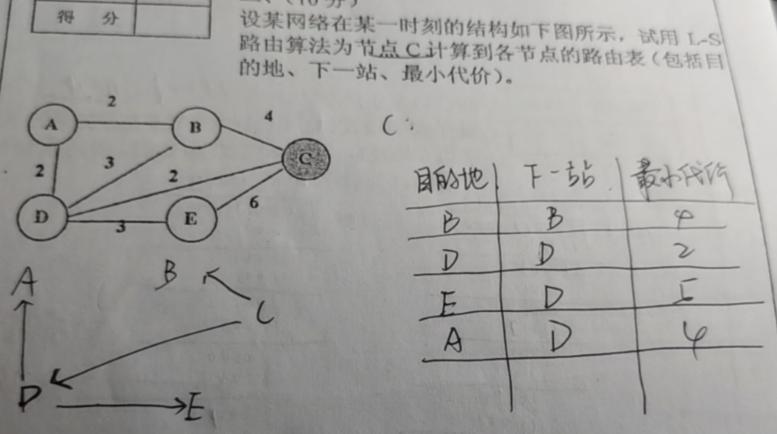 得 分
设某网络在某一时刻的结构如下图所示，试用 L-S
路由算法为节点 C 计算到各节点的路由表（包括目
的地、下一站、最小代价）。
A 2 B 4 C
2 3 2 6
D 3 E
C:
目的地 下一站 最小代价
B B 4
D D 2
E D 5
A D 4
A B
C
D E